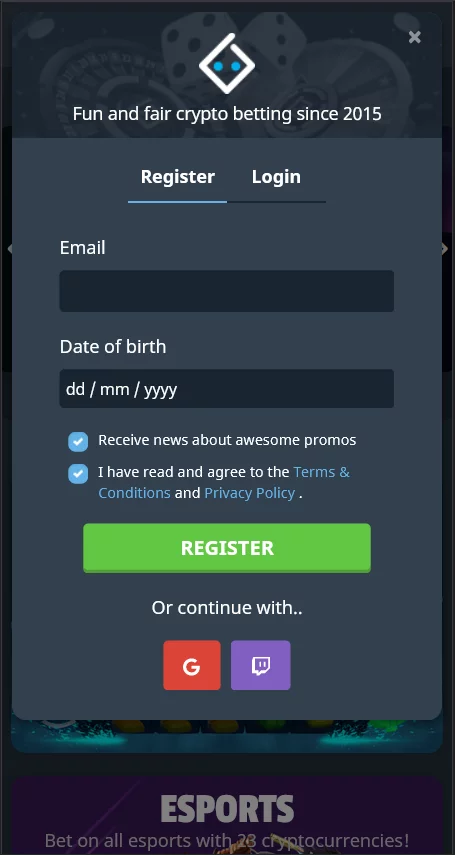 Fun and fair crypto betting since 2015
Register Login
Email
Date of birth
dd / mm / yyyy
Receive news about awesome promos
I have read and agree to the Terms &
Conditions and Privacy Policy .
REGISTER
Or continue with..
G
ESPORTS
Bet on all esports with 23 cryptocurrencies!